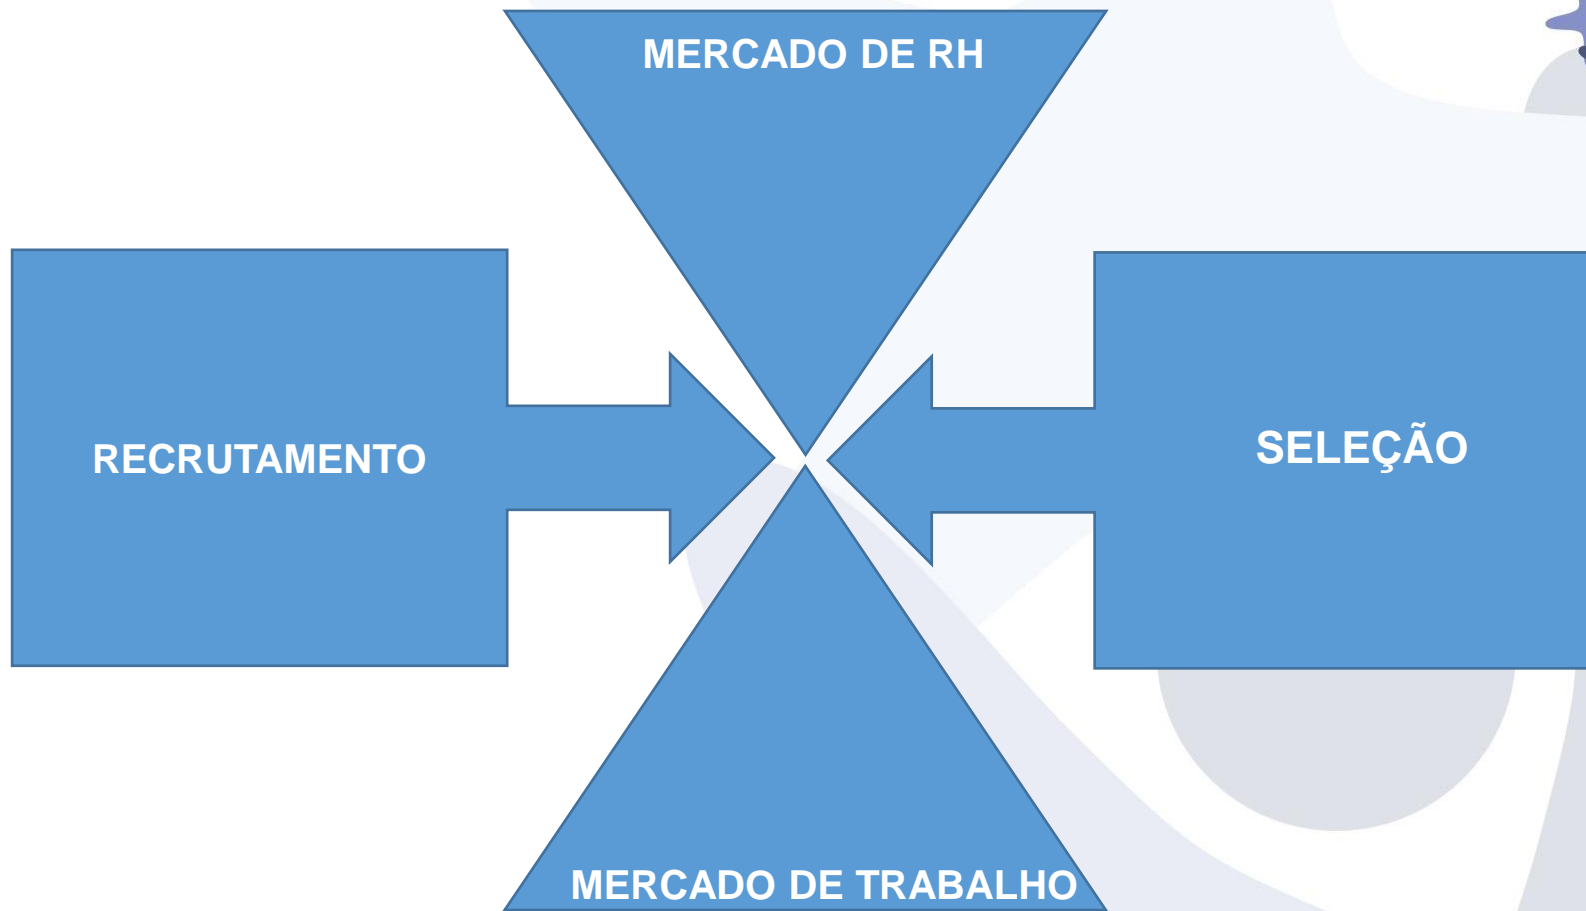 MERCADO DE RH
RECRUTAMENTO
SELEÇÃO
MERCADO DE TRABALHO